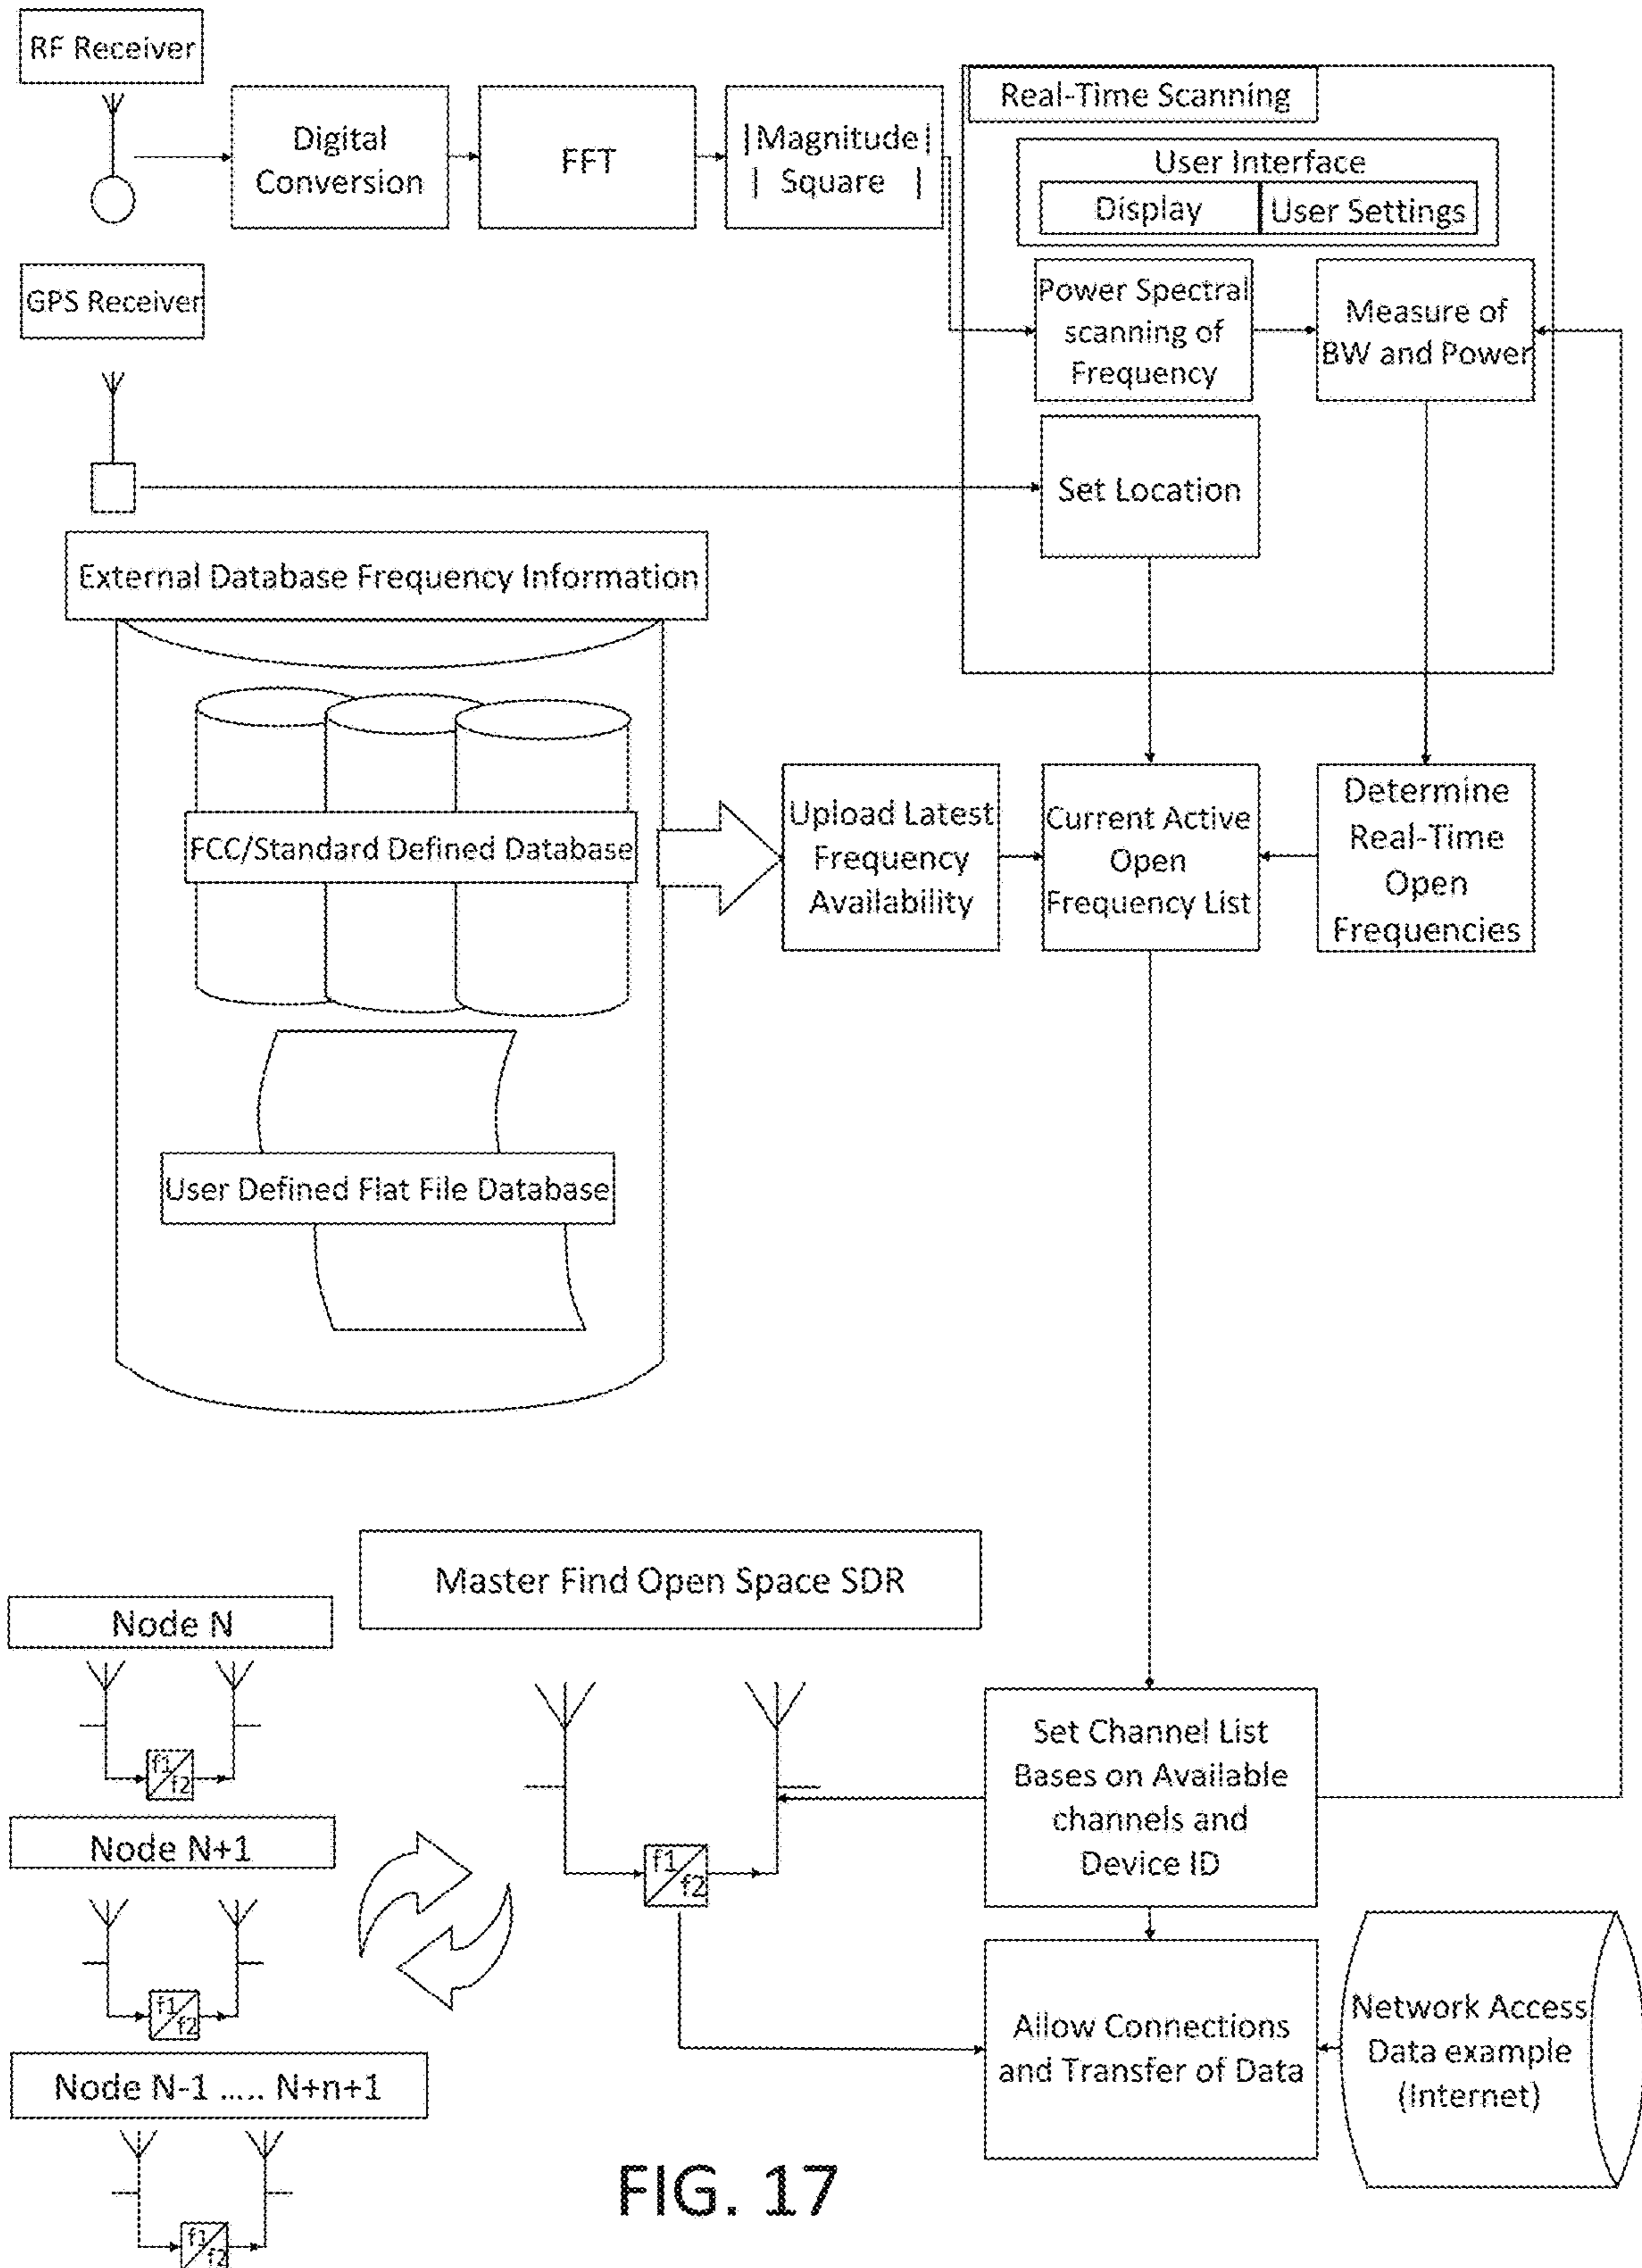 RF Receiver
Digital
Conversion
FFT
|Magnitude|
| Square |
Real-Time Scanning
User Interface
Display
User Settings
GPS Receiver
Power Spectral
scanning of
Frequency
Measure of
BW and Power
Set Location
External Database Frequency Information
FCC/Standard Defined Database
Upload Latest
Frequency
Availability
Current Active
Open
Frequency List
Determine
Real-Time
Open
Frequencies
User Defined Flat File Database
Master Find Open Space SDR
Node N
f1
f2
Node N+1
f1
f2
Node N-1 ..... N+n+1
f1
f2
f1
f2
Set Channel List
Bases on Available
channels and
Device ID
Allow Connections
and Transfer of Data
Network Access
Data example
(Internet)
FIG. 17